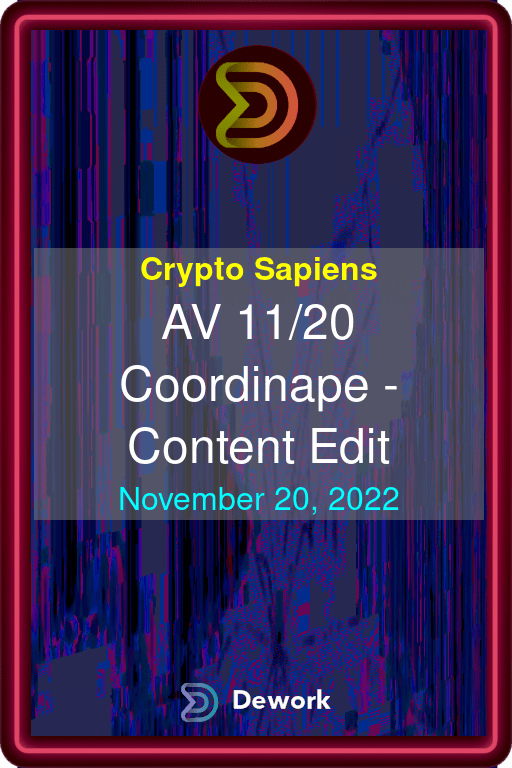 Crypto Sapiens
AV 11/20
Coordinape -
Content Edit
November 20, 2022
Dework